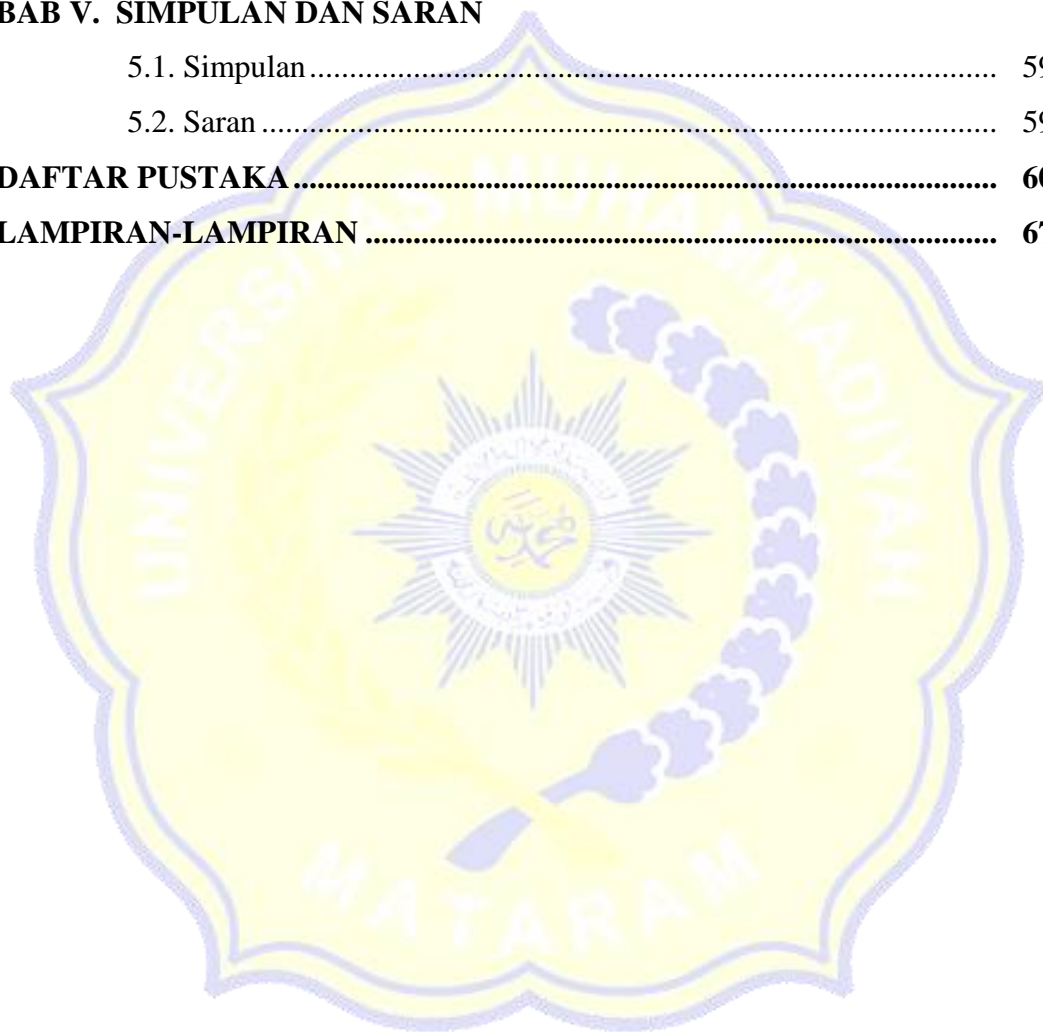 BAB V. SIMPULAN DAN SARAN
5.1. Simpulan ........................................................................................ 59
5.2. Saran .............................................................................................. 59
DAFTAR PUSTAKA ......................................................................................... 60
LAMPIRAN-LAMPIRAN ................................................................................ 67
UNIVERSITAS MUHAMMADIYAH
MATARAM